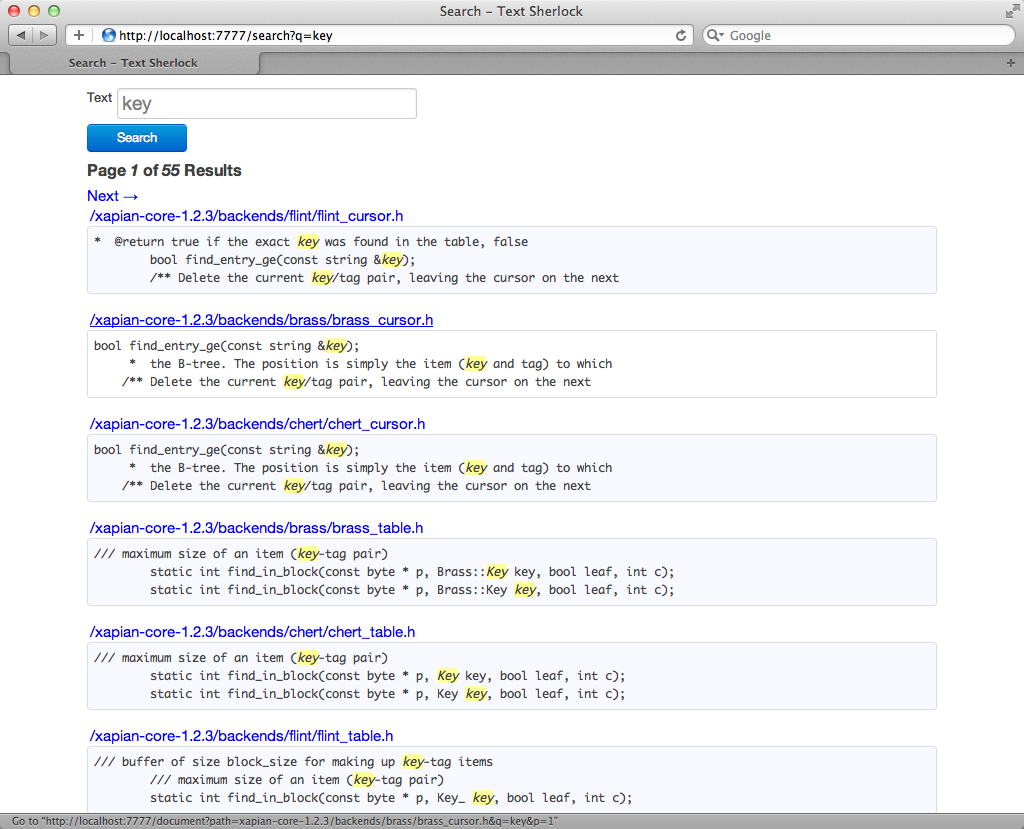 Search – Text Sherlock
http://localhost:7777/search?q=key
Google
Search – Text Sherlock
Text key
Search
Page 1 of 55 Results
Next →
/xapian-core-1.2.3/backends/flint/flint_cursor.h
*  @return true if the exact key was found in the table, false
bool find_entry_ge(const string &key);
/** Delete the current key/tag pair, leaving the cursor on the next
/xapian-core-1.2.3/backends/brass/brass_cursor.h
bool find_entry_ge(const string &key);
*  the B-tree. The position is simply the item (key and tag) to which
/** Delete the current key/tag pair, leaving the cursor on the next
/xapian-core-1.2.3/backends/chert/chert_cursor.h
bool find_entry_ge(const string &key);
*  the B-tree. The position is simply the item (key and tag) to which
/** Delete the current key/tag pair, leaving the cursor on the next
/xapian-core-1.2.3/backends/brass/brass_table.h
/// maximum size of an item (key-tag pair)
static int find_in_block(const byte * p, Brass::Key key, bool leaf, int c);
static int find_in_block(const byte * p, Brass::Key key, bool leaf, int c);
/xapian-core-1.2.3/backends/chert/chert_table.h
/// maximum size of an item (key-tag pair)
static int find_in_block(const byte * p, Key key, bool leaf, int c);
static int find_in_block(const byte * p, Key key, bool leaf, int c);
/xapian-core-1.2.3/backends/flint/flint_table.h
/// buffer of size block_size for making up key-tag items
/// maximum size of an item (key-tag pair)
static int find_in_block(const byte * p, Key_ key, bool leaf, int c);
Go to "http://localhost:7777/document?path=xapian-core-1.2.3/backends/brass/brass_cursor.h&q=key&p=1"